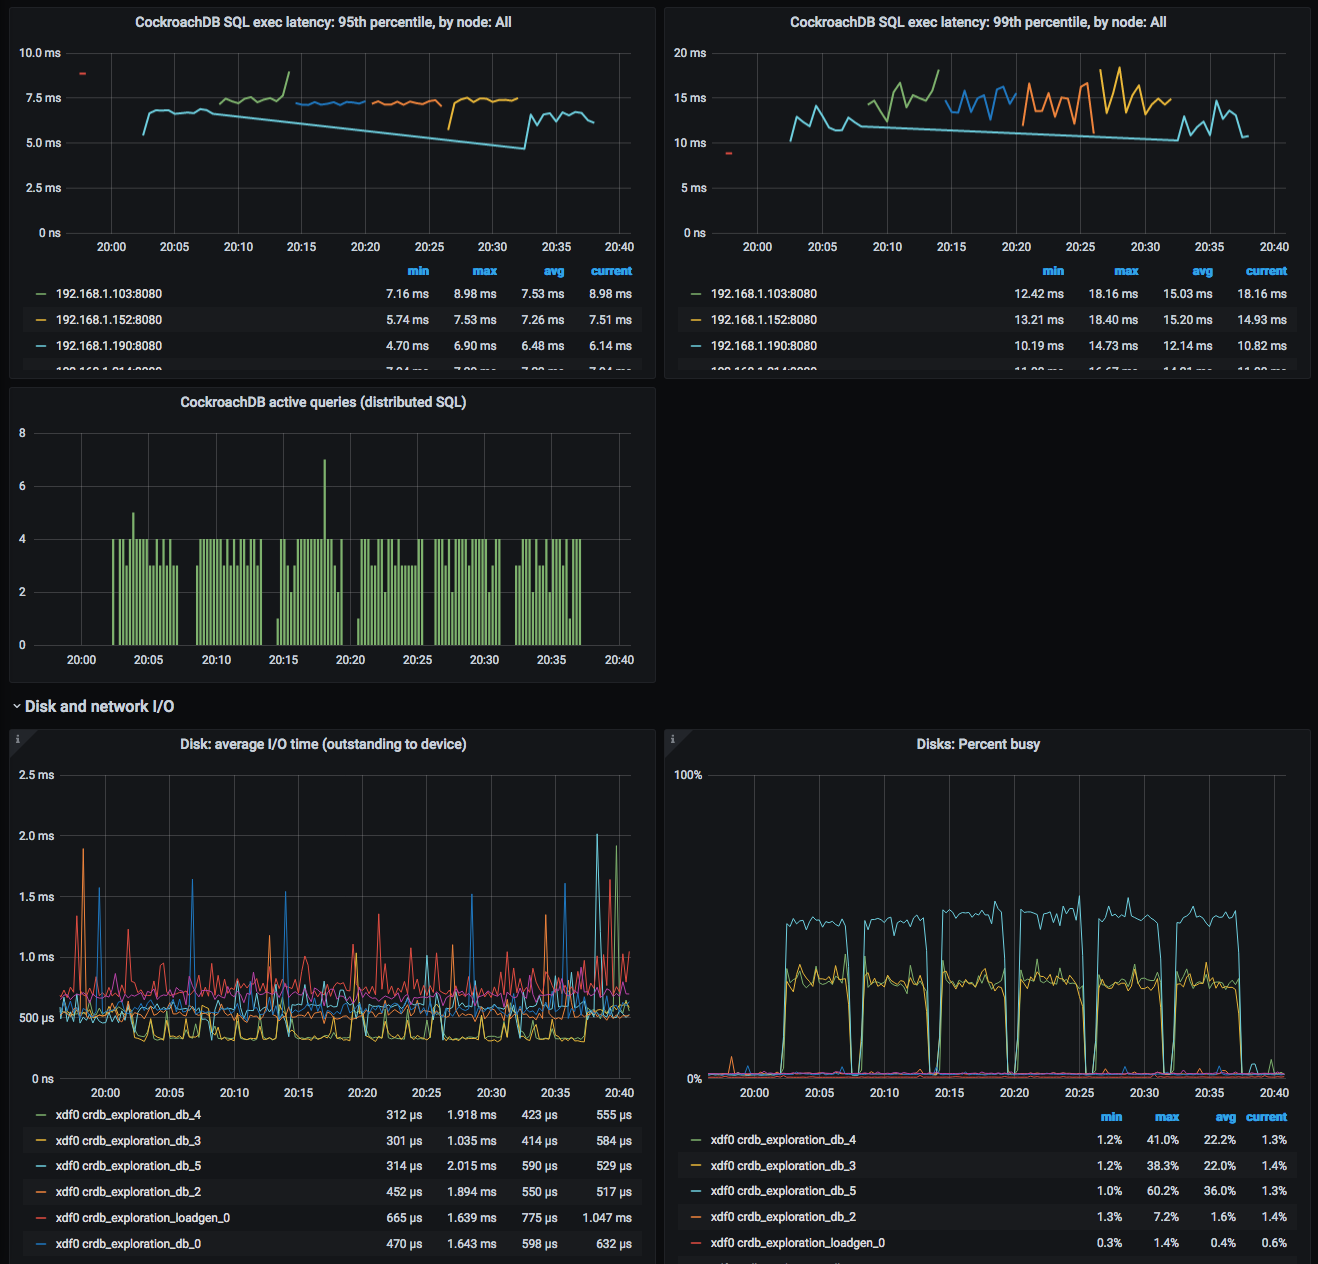 CockroachDB SQL exec latency: 95th percentile, by node: All
10.0 ms
7.5 ms
5.0 ms
2.5 ms
0 ns
20:00 20:05 20:10 20:15 20:20 20:25 20:30 20:35 20:40
min max avg current
192.168.1.103:8080 7.16 ms 8.98 ms 7.53 ms 8.98 ms
192.168.1.152:8080 5.74 ms 7.53 ms 7.26 ms 7.51 ms
192.168.1.190:8080 4.70 ms 6.90 ms 6.48 ms 6.14 ms
CockroachDB SQL exec latency: 99th percentile, by node: All
20 ms
15 ms
10 ms
5 ms
0 ns
20:00 20:05 20:10 20:15 20:20 20:25 20:30 20:35 20:40
min max avg current
192.168.1.103:8080 12.42 ms 18.16 ms 15.03 ms 18.16 ms
192.168.1.152:8080 13.21 ms 18.40 ms 15.20 ms 14.93 ms
192.168.1.190:8080 10.19 ms 14.73 ms 12.14 ms 10.82 ms
CockroachDB active queries (distributed SQL)
8
6
4
2
0
20:00 20:05 20:10 20:15 20:20 20:25 20:30 20:35 20:40
Disk and network I/O
i
Disk: average I/O time (outstanding to device)
2.5 ms
2.0 ms
1.5 ms
1.0 ms
500 µs
0 ns
20:00 20:05 20:10 20:15 20:20 20:25 20:30 20:35 20:40
xdf0 crdb_exploration_db_4 312 µs 1.918 ms 423 µs 555 µs
xdf0 crdb_exploration_db_3 301 µs 1.035 ms 414 µs 584 µs
xdf0 crdb_exploration_db_5 314 µs 2.015 ms 590 µs 529 µs
xdf0 crdb_exploration_db_2 452 µs 1.894 ms 550 µs 517 µs
xdf0 crdb_exploration_loadgen_0 665 µs 1.639 ms 775 µs 1.047 ms
xdf0 crdb_exploration_db_0 470 µs 1.643 ms 598 µs 632 µs
i
Disks: Percent busy
100%
0%
20:00 20:05 20:10 20:15 20:20 20:25 20:30 20:35 20:40
min max avg current
xdf0 crdb_exploration_db_4 1.2% 41.0% 22.2% 1.3%
xdf0 crdb_exploration_db_3 1.2% 38.3% 22.0% 1.4%
xdf0 crdb_exploration_db_5 1.0% 60.2% 36.0% 1.3%
xdf0 crdb_exploration_db_2 1.3% 7.2% 1.6% 1.4%
xdf0 crdb_exploration_loadgen_0 0.3% 1.4% 0.4% 0.6%